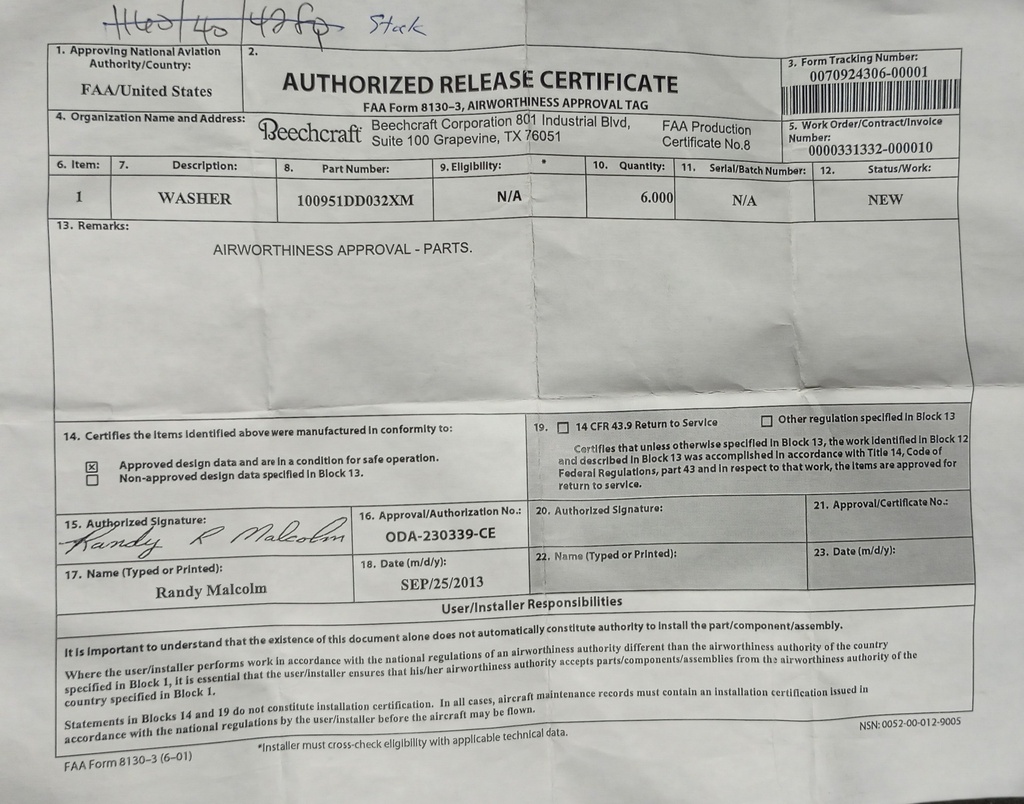 Stock
1. Approving National Aviation Authority/Country:
FAA/United States
2.
AUTHORIZED RELEASE CERTIFICATE
FAA Form 8130–3, AIRWORTHINESS APPROVAL TAG
3. Form Tracking Number:
0070924306-00001
4. Organization Name and Address:
Beechcraft
Beechcraft Corporation 801 Industrial Blvd,
Suite 100 Grapevine, TX 76051
FAA Production
Certificate No.8
5. Work Order/Contract/Invoice
Number:
0000331332-000010
6. Item: 7. Description: 8. Part Number: 9. Eligibility: * 10. Quantity: 11. Serial/Batch Number: 12. Status/Work:
1 WASHER 100951DD032XM N/A 6.000 N/A NEW
13. Remarks:
AIRWORTHINESS APPROVAL - PARTS.
14. Certifies the items identified above were manufactured in conformity to:
Approved design data and are in a condition for safe operation.
Non-approved design data specified in Block 13.
19. 14 CFR 43.9 Return to Service Other regulation specified in Block 13
Certifies that unless otherwise specified in Block 13, the work identified in Block 12
and described in Block 13 was accomplished in accordance with Title 14, Code of
Federal Regulations, part 43 and in respect to that work, the items are approved for
return to service.
15. Authorized Signature:
Randy R Malcolm
16. Approval/Authorization No.:
ODA-230339-CE
20. Authorized Signature:
21. Approval/Certificate No.:
17. Name (Typed or Printed):
Randy Malcolm
18. Date (m/d/y):
SEP/25/2013
22. Name (Typed or Printed):
23. Date (m/d/y):
User/Installer Responsibilities
It is important to understand that the existence of this document alone does not automatically constitute authority to install the part/component/assembly.
Where the user/installer performs work in accordance with the national regulations of an airworthiness authority different than the airworthiness authority of the country
specified in Block 1, it is essential that the user/installer ensures that his/her airworthiness authority accepts parts/components/assemblies from the airworthiness authority of the
country specified in Block 1.
Statements in Blocks 14 and 19 do not constitute installation certification. In all cases, aircraft maintenance records must contain an installation certification issued in
accordance with the national regulations by the user/installer before the aircraft may be flown.
FAA Form 8130–3 (6–01)
*Installer must cross-check eligibility with applicable technical data.
NSN: 0052-00-012-9005